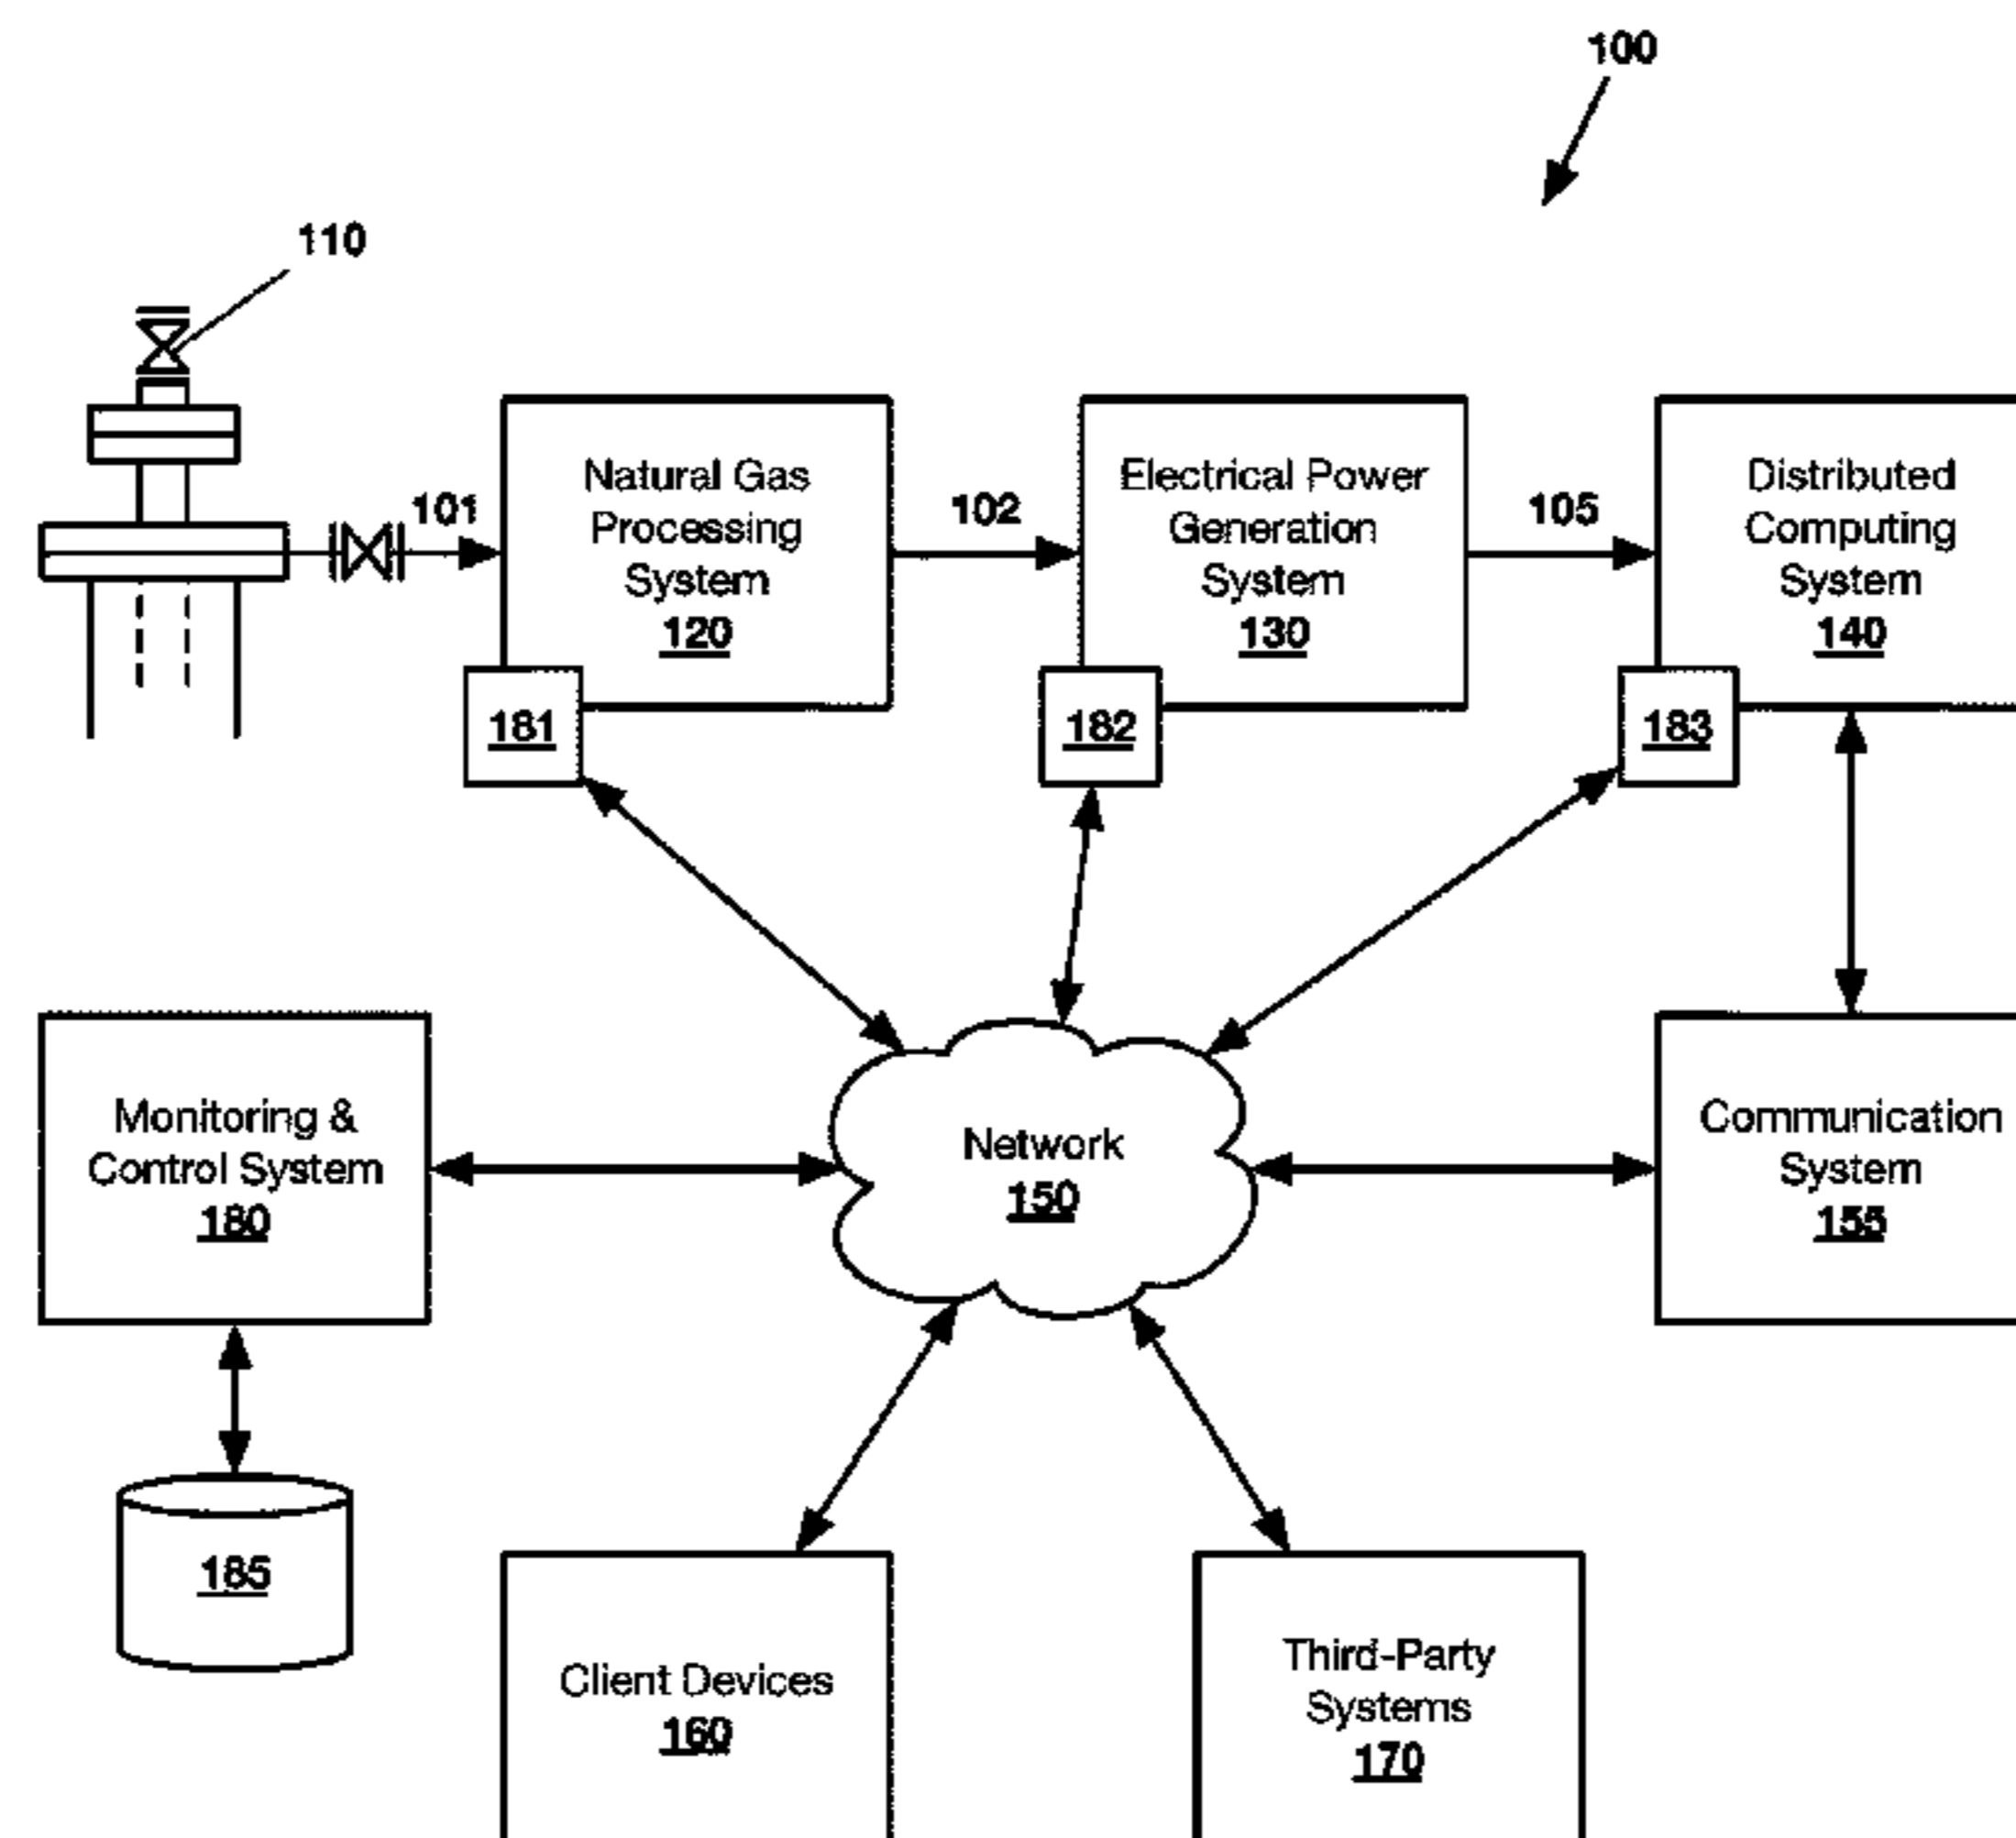 100
110
101
Natural Gas
Processing
System
120
102
Electrical Power
Generation
System
130
105
Distributed
Computing
System
140
181
182
183
Monitoring &
Control System
180
Network
150
Communication
System
155
185
Client Devices
160
Third-Party
Systems
170